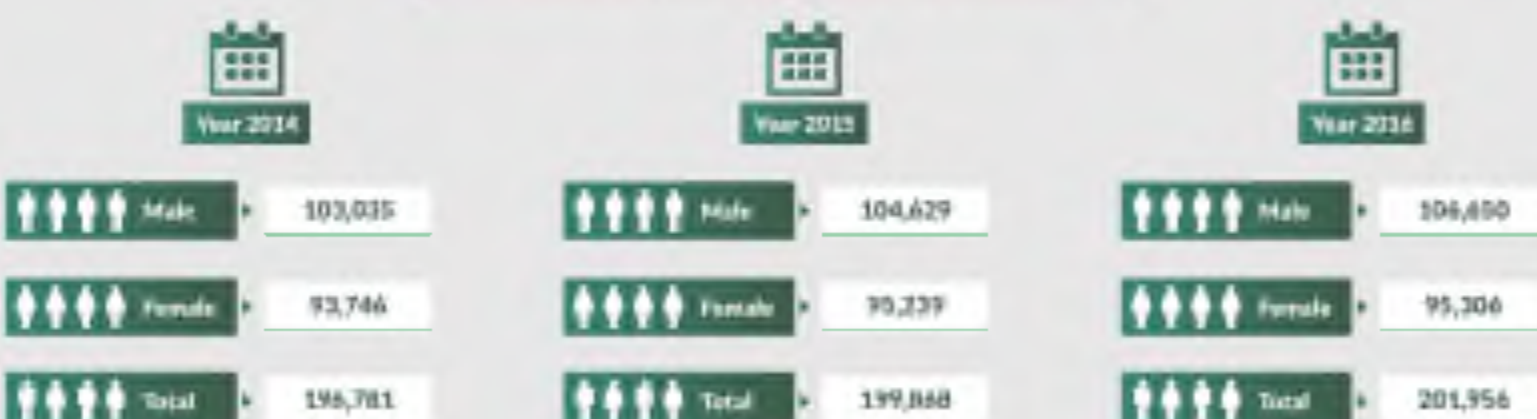 Year 2014 Year 2015 Year 2016
Male 103,035 Male 104,629 Male 106,650
Female 93,746 Female 95,239 Female 95,306
Total 196,781 Total 199,868 Total 201,956